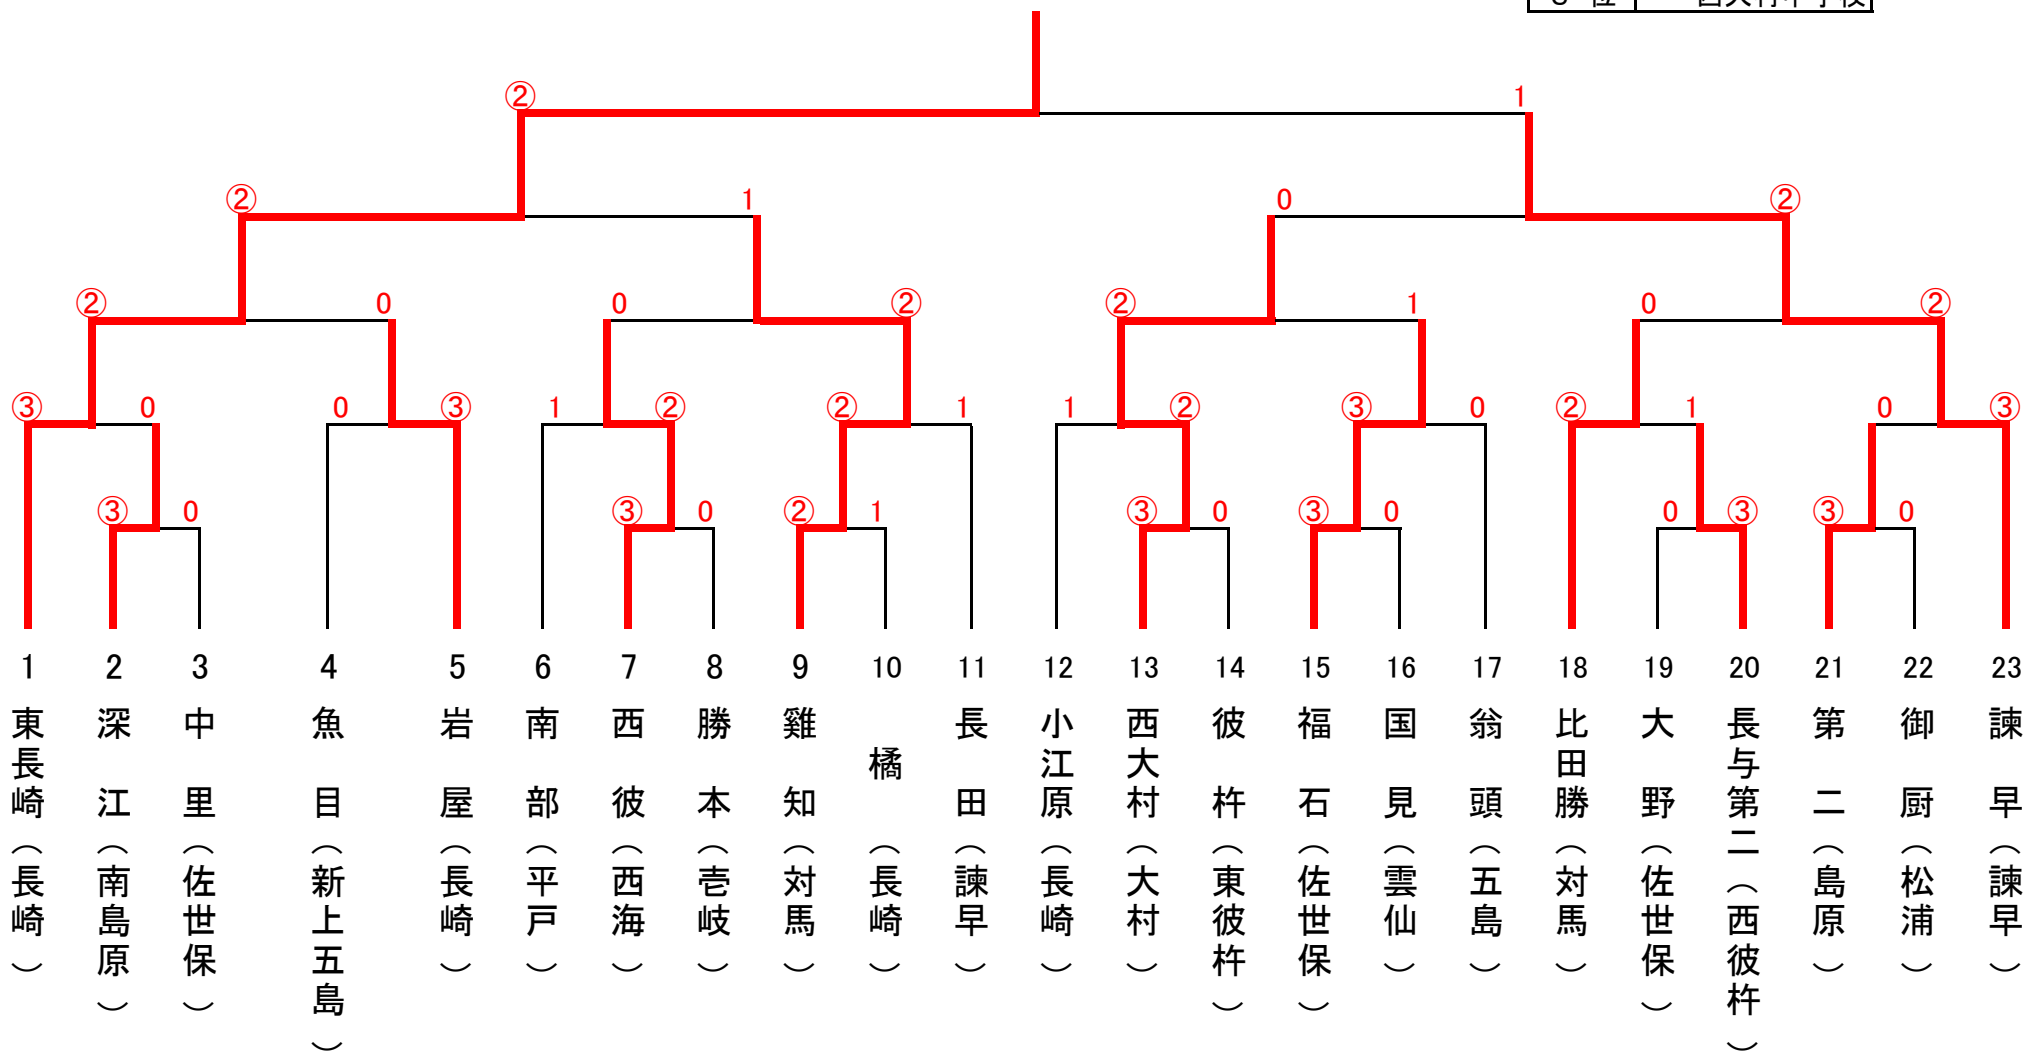 ② 1
② 1 0 ②
② 0 0 ② ② 1 0 ②
③ 0 0 ③ 1 ② ② 1 1 ② ③ 0 ② 1 0 ③
③ 0 ③ 0 ② 1 ③ 0 ③ 0 0 ③ ③ 0
1 2 3 4 5 6 7 8 9 10 11 12 13 14 15 16 17 18 19 20 21 22 23
東長崎（長崎）
深江（南島原）
中里（佐世保）
魚目（新上五島）
岩屋（長崎）
南部（平戸）
西彼（西海）
勝本（壱岐）
雞知（対馬）
橘（長崎）
長田（諫早）
小江原（長崎）
西大村（大村）
彼杵（東彼杵）
福石（佐世保）
国見（雲仙）
翁頭（五島）
比田勝（対馬）
大野（佐世保）
長与第二（西彼杵）
第二（島原）
御厨（松浦）
諫早（諫早）